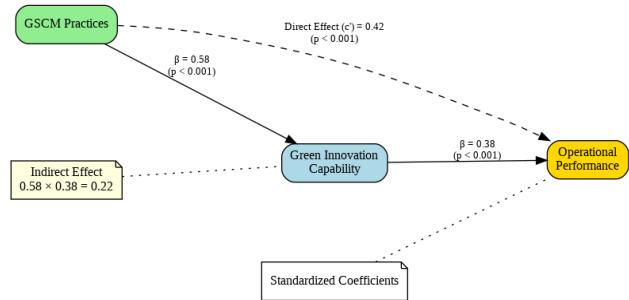 GSCM Practices
Direct Effect (c') = 0.42
(p < 0.001)
β = 0.58
(p < 0.001)
Green Innovation
Capability
β = 0.38
(p < 0.001)
Operational
Performance
Indirect Effect
0.58 × 0.38 = 0.22
Standardized Coefficients